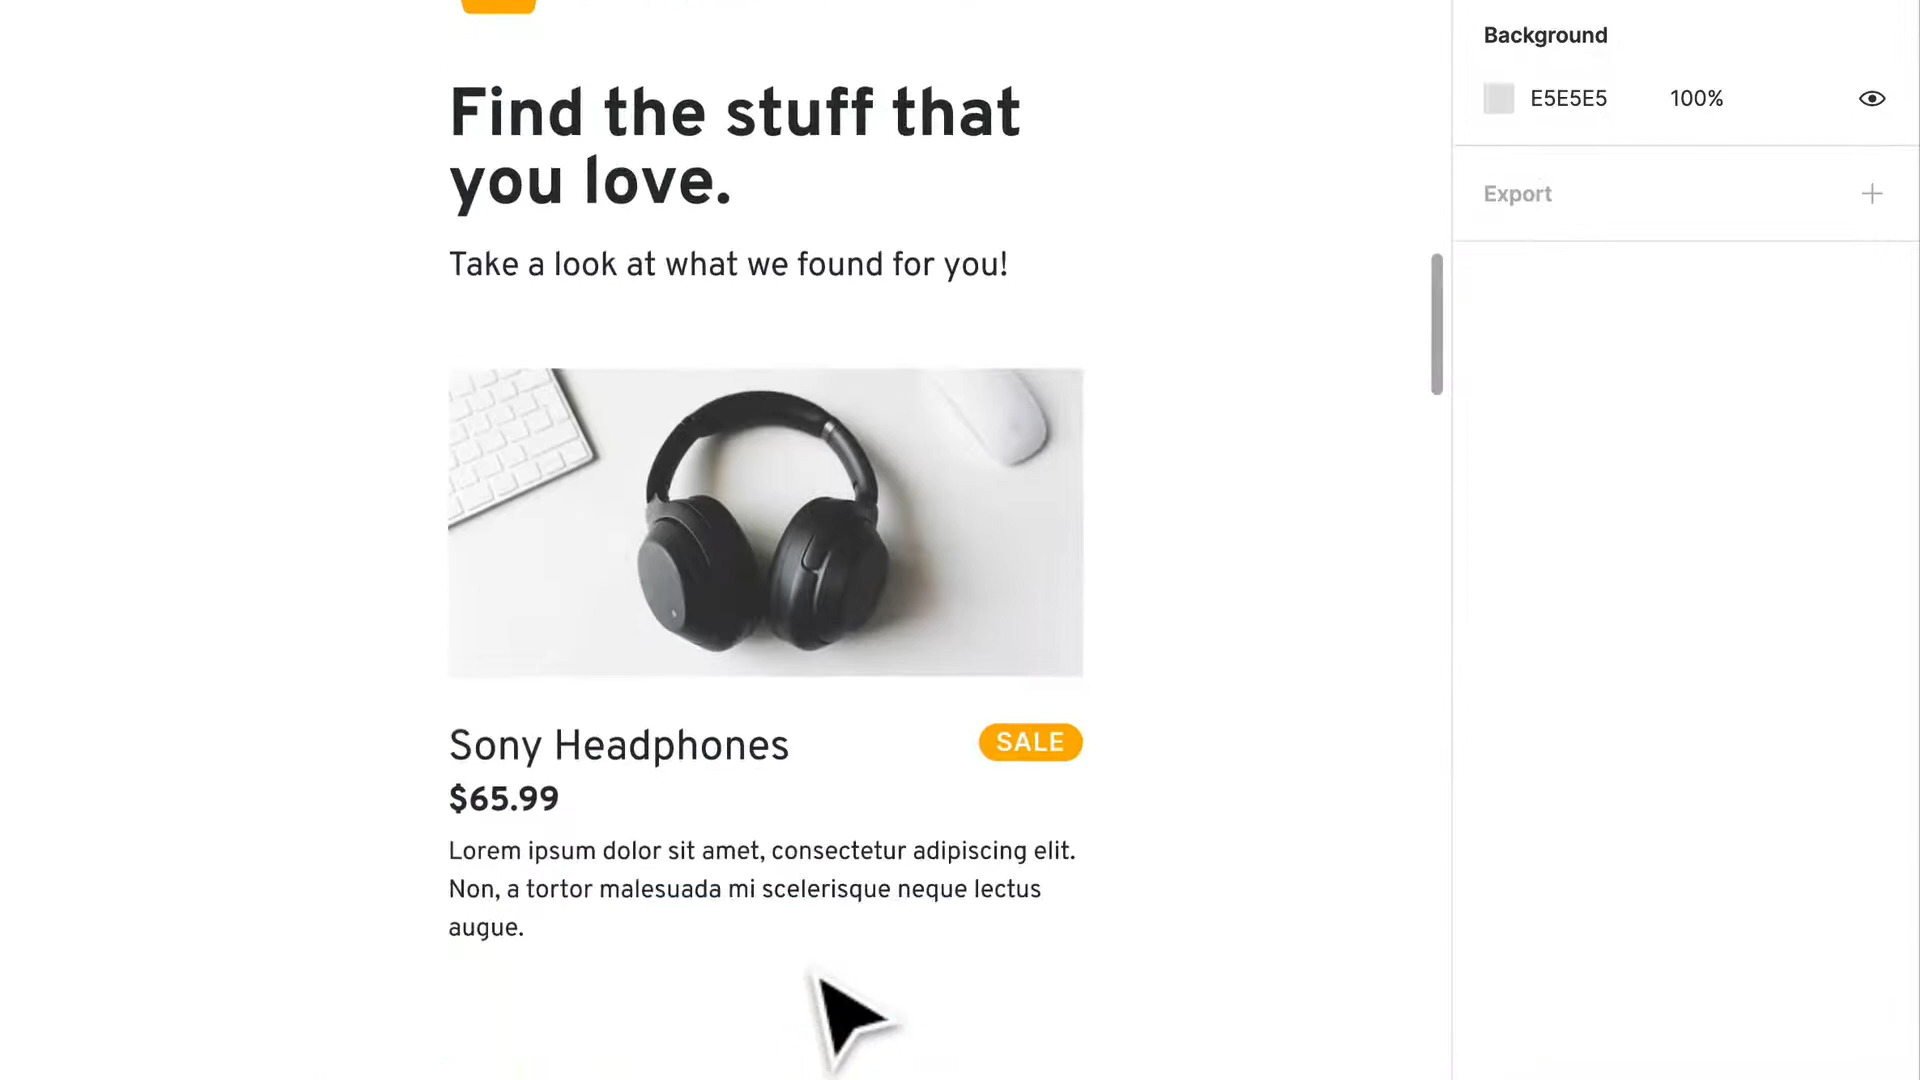 Background
E5E5E5 100%
Export
Find the stuff that
you love.
Take a look at what we found for you!
Sony Headphones
SALE
$65.99
Lorem ipsum dolor sit amet, consectetur adipiscing elit.
Non, a tortor malesuada mi scelerisque neque lectus
augue.